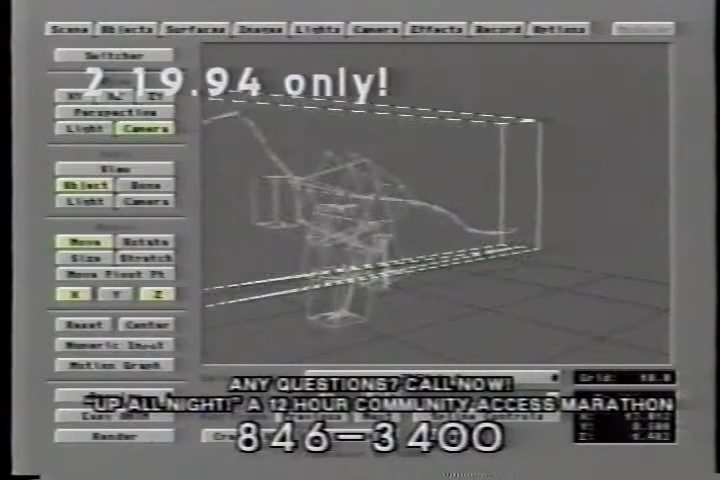 Scene Objects Surfaces Images Lights Camera Effects Record Options
Switcher
2 19.94 only!
Perspective
Light Camera
View
Object Bone
Light Camera
Move Rotate
Size Stretch
Move Pivot Pt
X Y Z
Reset Center
Numeric Input
Motion Graph
ANY QUESTIONS? CALL NOW!
"UP ALL NIGHT!" A 12 HOUR COMMUNITY ACCESS MARATHON
846-3400
Render
Grid: